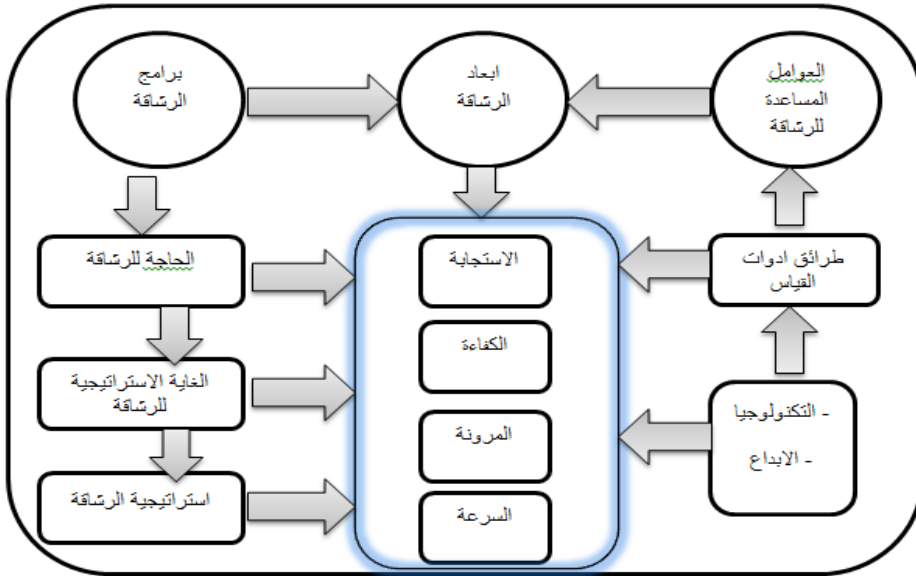 العوامل
المساعدة
للرشاقة
ابعاد
الرشاقة
برامج
الرشاقة
طرائق ادوات
القياس
الاستجابة
الحاجة للرشاقة
الكفاءة
الغاية الاستراتيجية
للرشاقة
- التكنولوجيا
- الابداع
المرونة
استراتيجية الرشاقة
السرعة